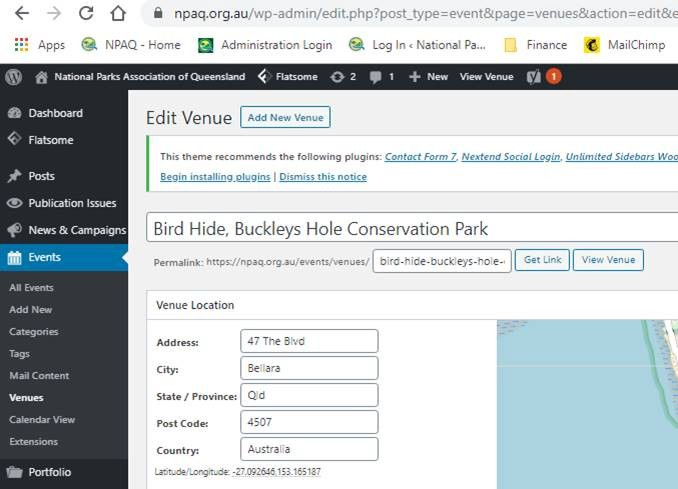 npaq.org.au/wp-admin/edit.php?post_type=event&page=venues&action=edit&e
Apps NPAQ - Home Administration Login Log In ‹ National Pa... Finance MailChimp
National Parks Association of Queensland Flatsome 2 1 + New View Venue 1
Dashboard
Flatsome
Posts
Publication Issues
News & Campaigns
Events
All Events
Add New
Categories
Tags
Mail Content
Venues
Calendar View
Extensions
Portfolio
Edit Venue Add New Venue
This theme recommends the following plugins: Contact Form 7, Nextend Social Login, Unlimited Sidebars Woo
Begin installing plugins | Dismiss this notice
Bird Hide, Buckleys Hole Conservation Park
Permalink: https://npaq.org.au/events/venues/ bird-hide-buckleys-hole- Get Link View Venue
Venue Location
Address: 47 The Blvd
City: Bellara
State / Province: Qld
Post Code: 4507
Country: Australia
Latitude/Longitude: -27.092646,153.165187